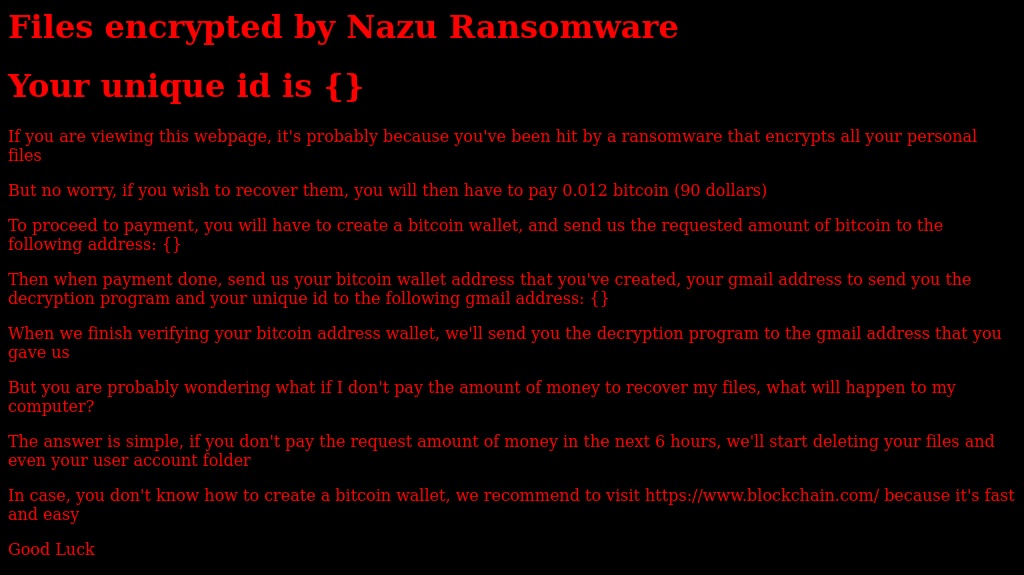 Files encrypted by Nazu Ransomware
Your unique id is {}
If you are viewing this webpage, it's probably because you've been hit by a ransomware that encrypts all your personal
files
But no worry, if you wish to recover them, you will then have to pay 0.012 bitcoin (90 dollars)
To proceed to payment, you will have to create a bitcoin wallet, and send us the requested amount of bitcoin to the
following address: {}
Then when payment done, send us your bitcoin wallet address that you've created, your gmail address to send you the
decryption program and your unique id to the following gmail address: {}
When we finish verifying your bitcoin address wallet, we'll send you the decryption program to the gmail address that you
gave us
But you are probably wondering what if I don't pay the amount of money to recover my files, what will happen to my
computer?
The answer is simple, if you don't pay the request amount of money in the next 6 hours, we'll start deleting your files and
even your user account folder
In case, you don't know how to create a bitcoin wallet, we recommend to visit https://www.blockchain.com/ because it's fast
and easy
Good Luck